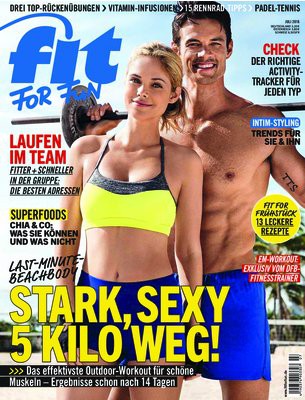 DREI TOP-RÜCKENÜBUNGEN > VITAMIN-INFUSIONEN > 15 RENNRAD TIPPS > PADEL-TENNIS
fit
FOR FUN
CHECK
DER RICHTIGE
ACTIVITY-
TRACKER FÜR
JEDEN TYP
INTIM-STYLING
TRENDS FÜR
SIE & IHN
LAUFEN
IM TEAM
FITTER + SCHNELLER
IN DER GRUPPE:
DIE BESTEN ADRESSEN
SUPERFOODS
CHIA & CO:
WAS SIE KÖNNEN
UND WAS NICHT
FIT FÜR
FRÜHSTÜCK
13 LECKERE
REZEPTE
LAST-MINUTE-
BEACHBODY
EM-WORKOUT:
EXKLUSIV VOM DFB-
FITNESSTRAINER
STARK, SEXY
5 KILO WEG!
>>> Das effektivste Outdoor-Workout für schöne
Muskeln – Ergebnisse schon nach 14 Tagen